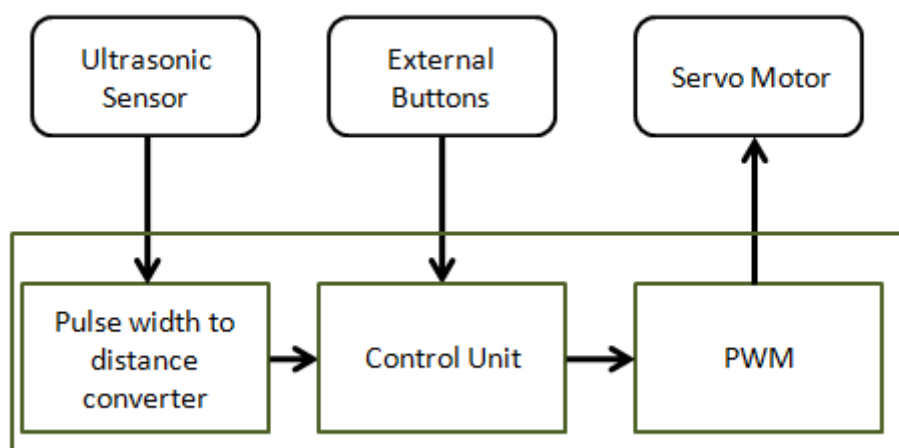 Ultrasonic
Sensor
External
Buttons
Servo Motor
Pulse width to
distance
converter
Control Unit
PWM